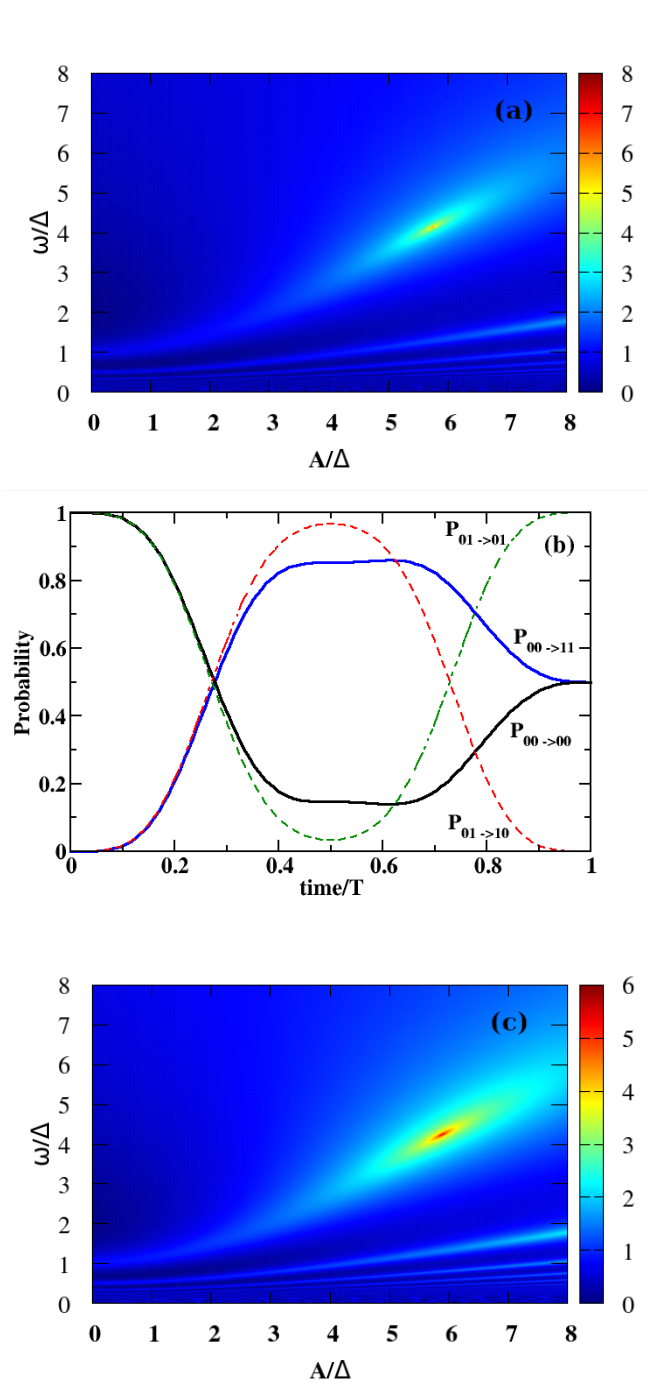 8 8
(a)
7 7
6 6
5 5
ω/Δ
4 4
3 3
2 2
1 1
0 0
0 1 2 3 4 5 6 7 8
A/Δ
1
P01 ->01
(b)
0.8
P00 ->11
0.6
Probability
0.4
P00 ->00
0.2
P01 ->10
0
0 0.2 0.4 0.6 0.8 1
time/T
8 6
(c)
7
6 5
5 4
ω/Δ
4 3
3
2 2
1 1
0 0
0 1 2 3 4 5 6 7 8
A/Δ